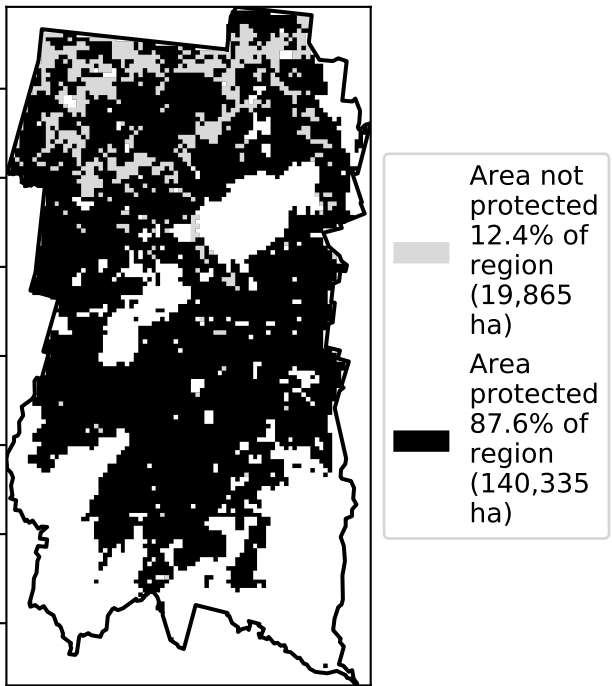 Area not
protected
12.4% of
region
(19,865
ha)
Area
protected
87.6% of
region
(140,335
ha)